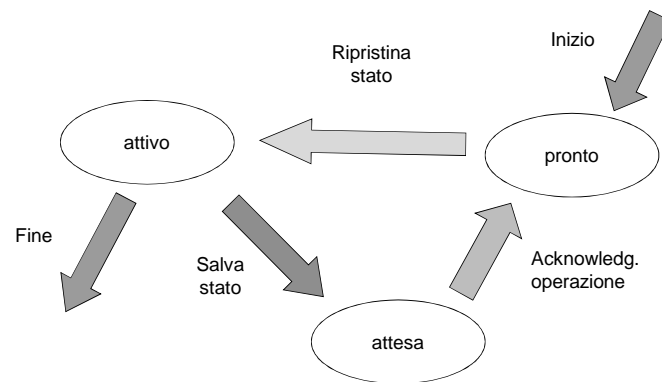 Inizio
Ripristina
stato
attivo
pronto
Fine
Salva
stato
Acknowledg.
operazione
attesa